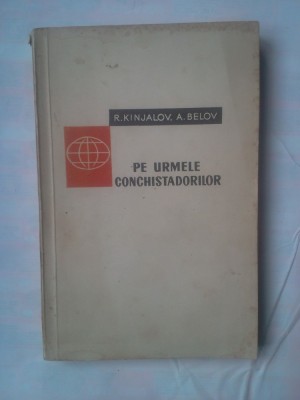 R. KINJALOV, A. BELOV
PE URMELE
CONCHISTADORILOR